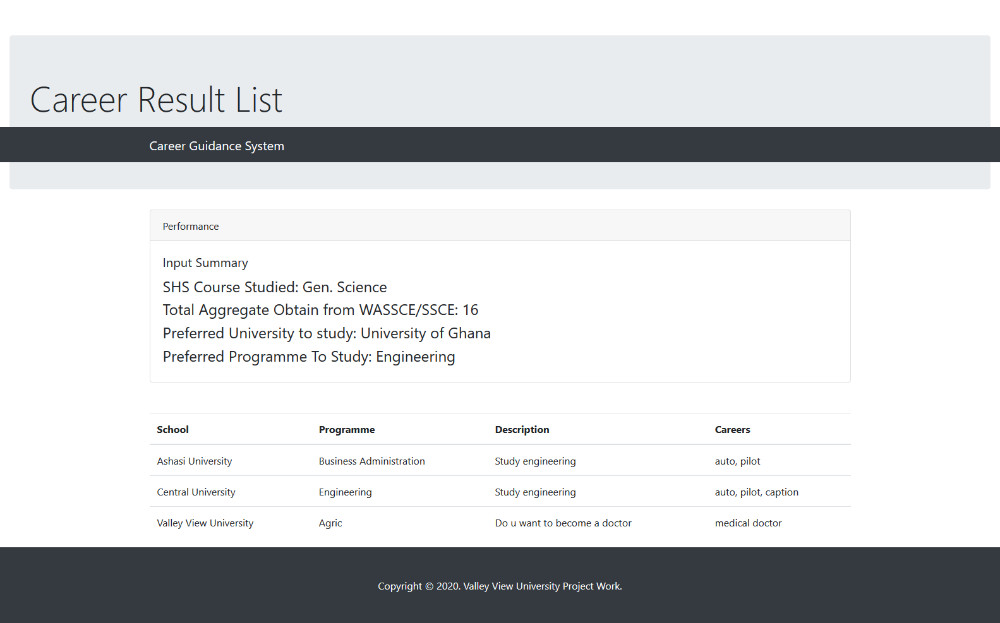 Career Result List
Career Guidance System
Performance
Input Summary
SHS Course Studied: Gen. Science
Total Aggregate Obtain from WASSCE/SSCE: 16
Preferred University to study: University of Ghana
Preferred Programme To Study: Engineering
School Programme Description Careers
Ashasi University Business Administration Study engineering auto, pilot
Central University Engineering Study engineering auto, pilot, caption
Valley View University Agric Do u want to become a doctor medical doctor
Copyright © 2020. Valley View University Project Work.